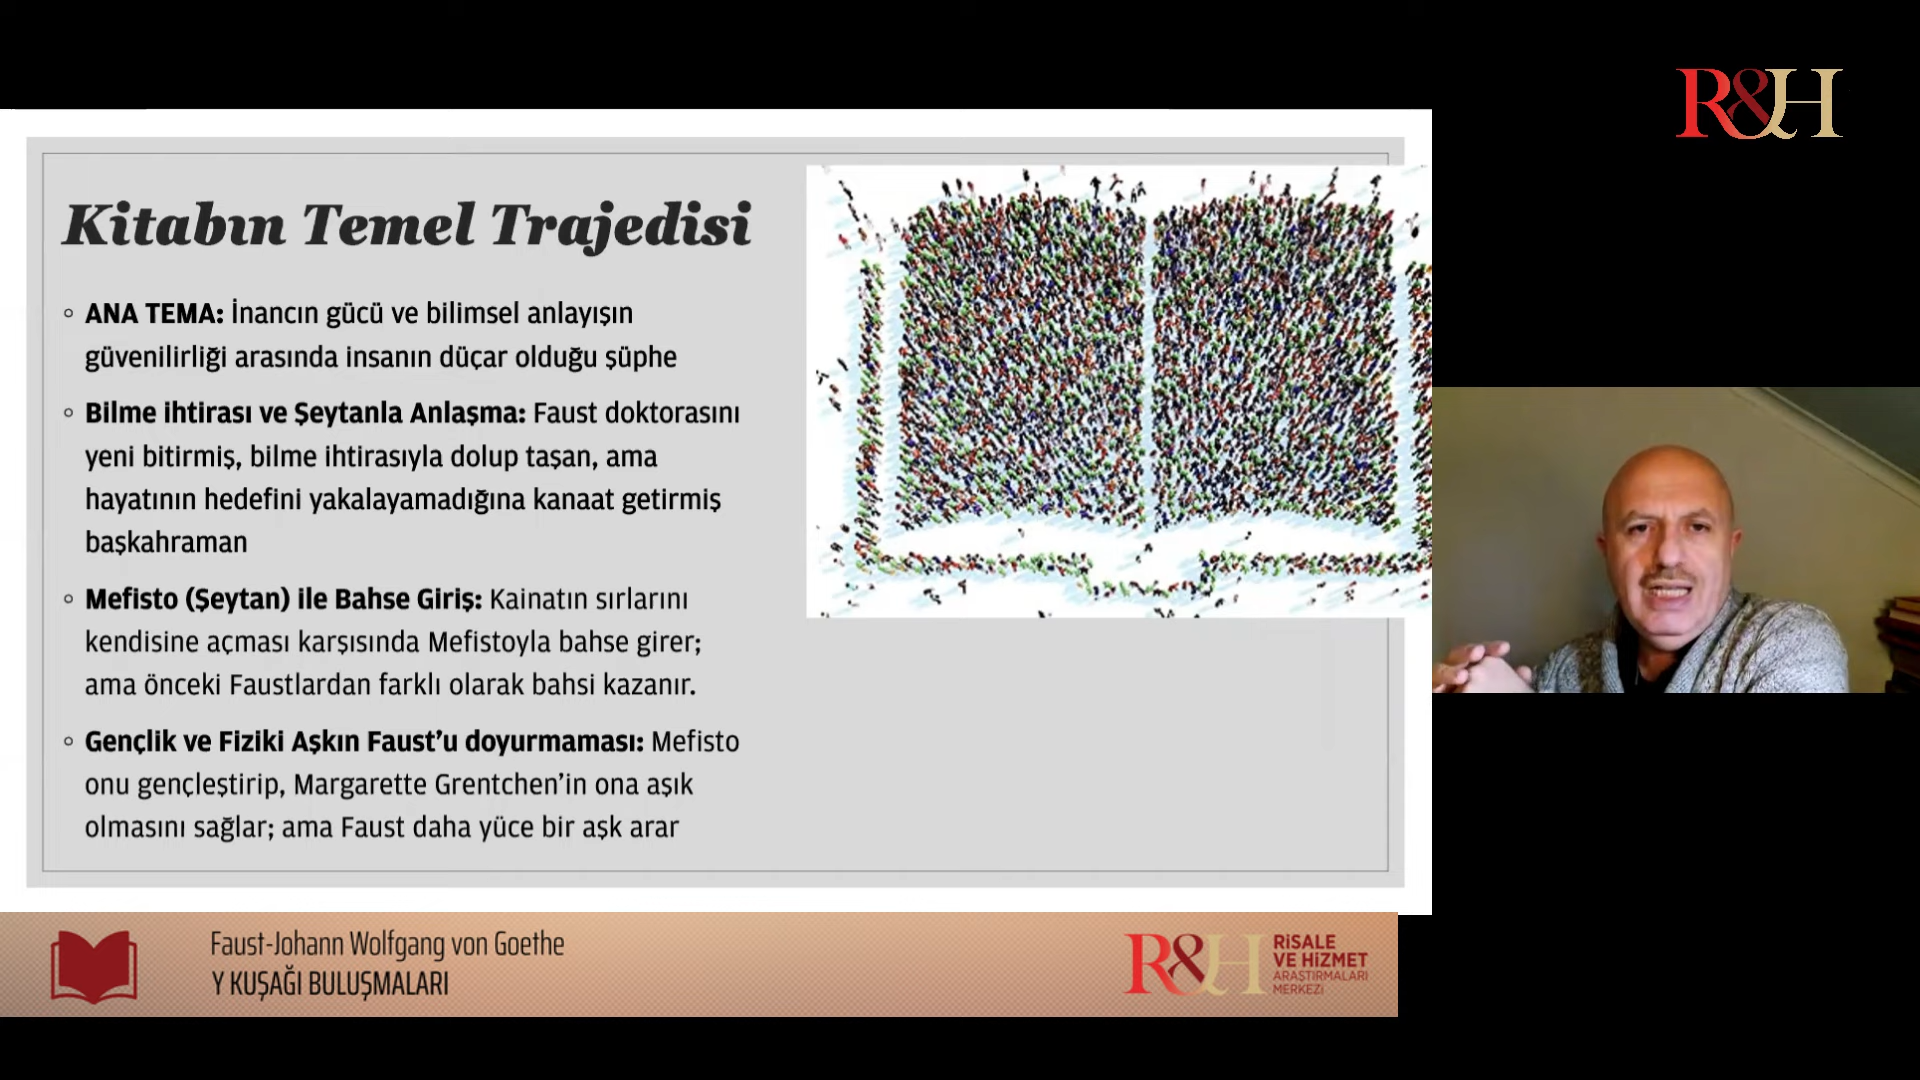 R&H
Kitabın Temel Trajedisi
◦ ANA TEMA: İnancın gücü ve bilimsel anlayışın
güvenilirliği arasında insanın düçar olduğu şüphe
◦ Bilme ihtirası ve Şeytanla Anlaşma: Faust doktorasını
yeni bitirmiş, bilme ihtirasıyla dolup taşan, ama
hayatının hedefini yakalayamadığına kanaat getirmiş
başkahraman
◦ Mefisto (Şeytan) ile Bahse Giriş: Kainatın sırlarını
kendisine açması karşısında Mefistoyla bahse girer;
ama önceki Faustlardan farklı olarak bahsi kazanır.
◦ Gençlik ve Fiziki Aşkın Faust’u doyurmaması: Mefisto
onu gençleştirip, Margarette Grentchen’in ona aşık
olmasını sağlar; ama Faust daha yüce bir aşk arar
Faust-Johann Wolfgang von Goethe
Y KUŞAĞI BULUŞMALARI
R&H
RİSALE
VE HİZMET
ARAŞTIRMALARI
MERKEZİ